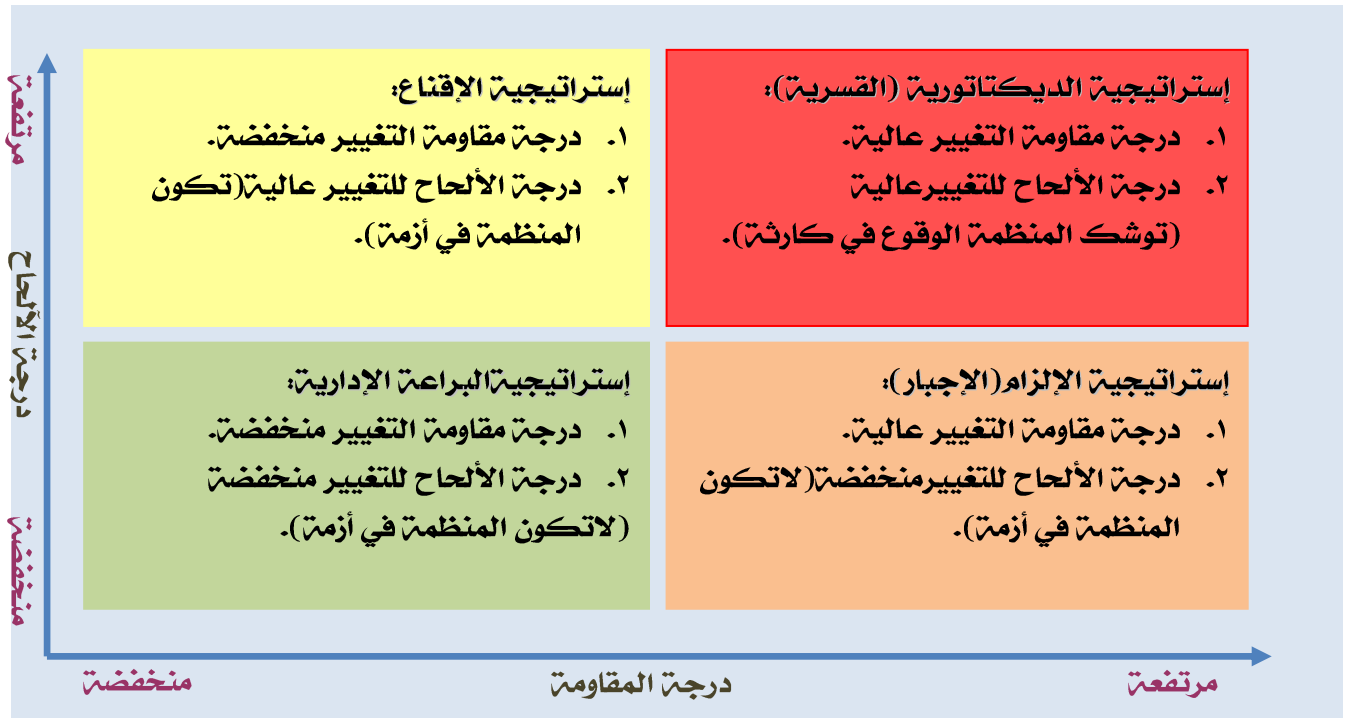 إستراتيجية الديكتاتورية (القسرية):
١. درجة مقاومة التغيير عالية.
٢. درجة الألحاح للتغييرعالية
(توشك المنظمة الوقوع في كارثة).
إستراتيجية الإقناع:
١. درجة مقاومة التغيير منخفضة.
٢. درجة الألحاح للتغيير عالية(تكون
المنظمة في أزمة).
إستراتيجية الإلزام(الإجبار):
١. درجة مقاومة التغيير عالية.
٢. درجة الألحاح للتغييرمنخفضة(لاتكون
المنظمة في أزمة).
إستراتيجيةالبراعة الإدارية:
١. درجة مقاومة التغيير منخفضة.
٢. درجة الألحاح للتغيير منخفضة
(لاتكون المنظمة في أزمة).
مرتفعة
درجة الألحاح
منخفضة
مرتفعة
درجة المقاومة
منخفضة